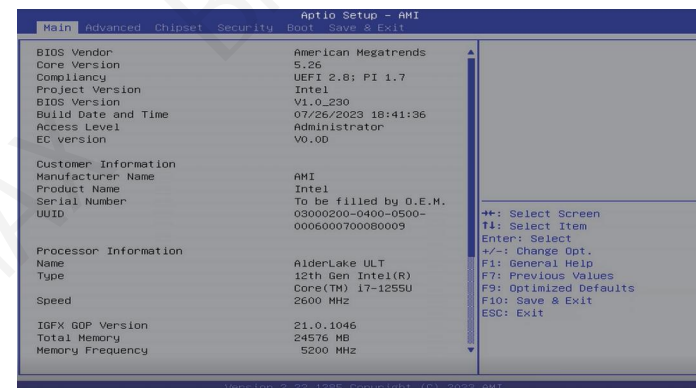 Aptio Setup - AMI
Main Advanced Chipset Security Boot Save & Exit
BIOS Vendor American Megatrends
Core Version 5.26
Compliancy UEFI 2.8; PI 1.7
Project Version Intel
BIOS Version V1.0_230
Build Date and Time 07/26/2023 18:41:36
Access Level Administrator
EC version V0.0D
Customer Information
Manufacturer Name AMI
Product Name Intel
Serial Number To be filled by O.E.M.
UUID 03000200-0400-0500-
0006000700080009
Processor Information
Name AlderLake ULT
Type 12th Gen Intel(R)
Core(TM) i7-1255U
Speed 2600 MHz
IGFX GOP Version 21.0.1046
Total Memory 24576 MB
Memory Frequency 5200 MHz
→←: Select Screen
↑↓: Select Item
Enter: Select
+/-: Change Opt.
F1: General Help
F7: Previous Values
F9: Optimized Defaults
F10: Save & Exit
ESC: Exit
Version 2.22.1285 Copyright (C) 2022 AMI